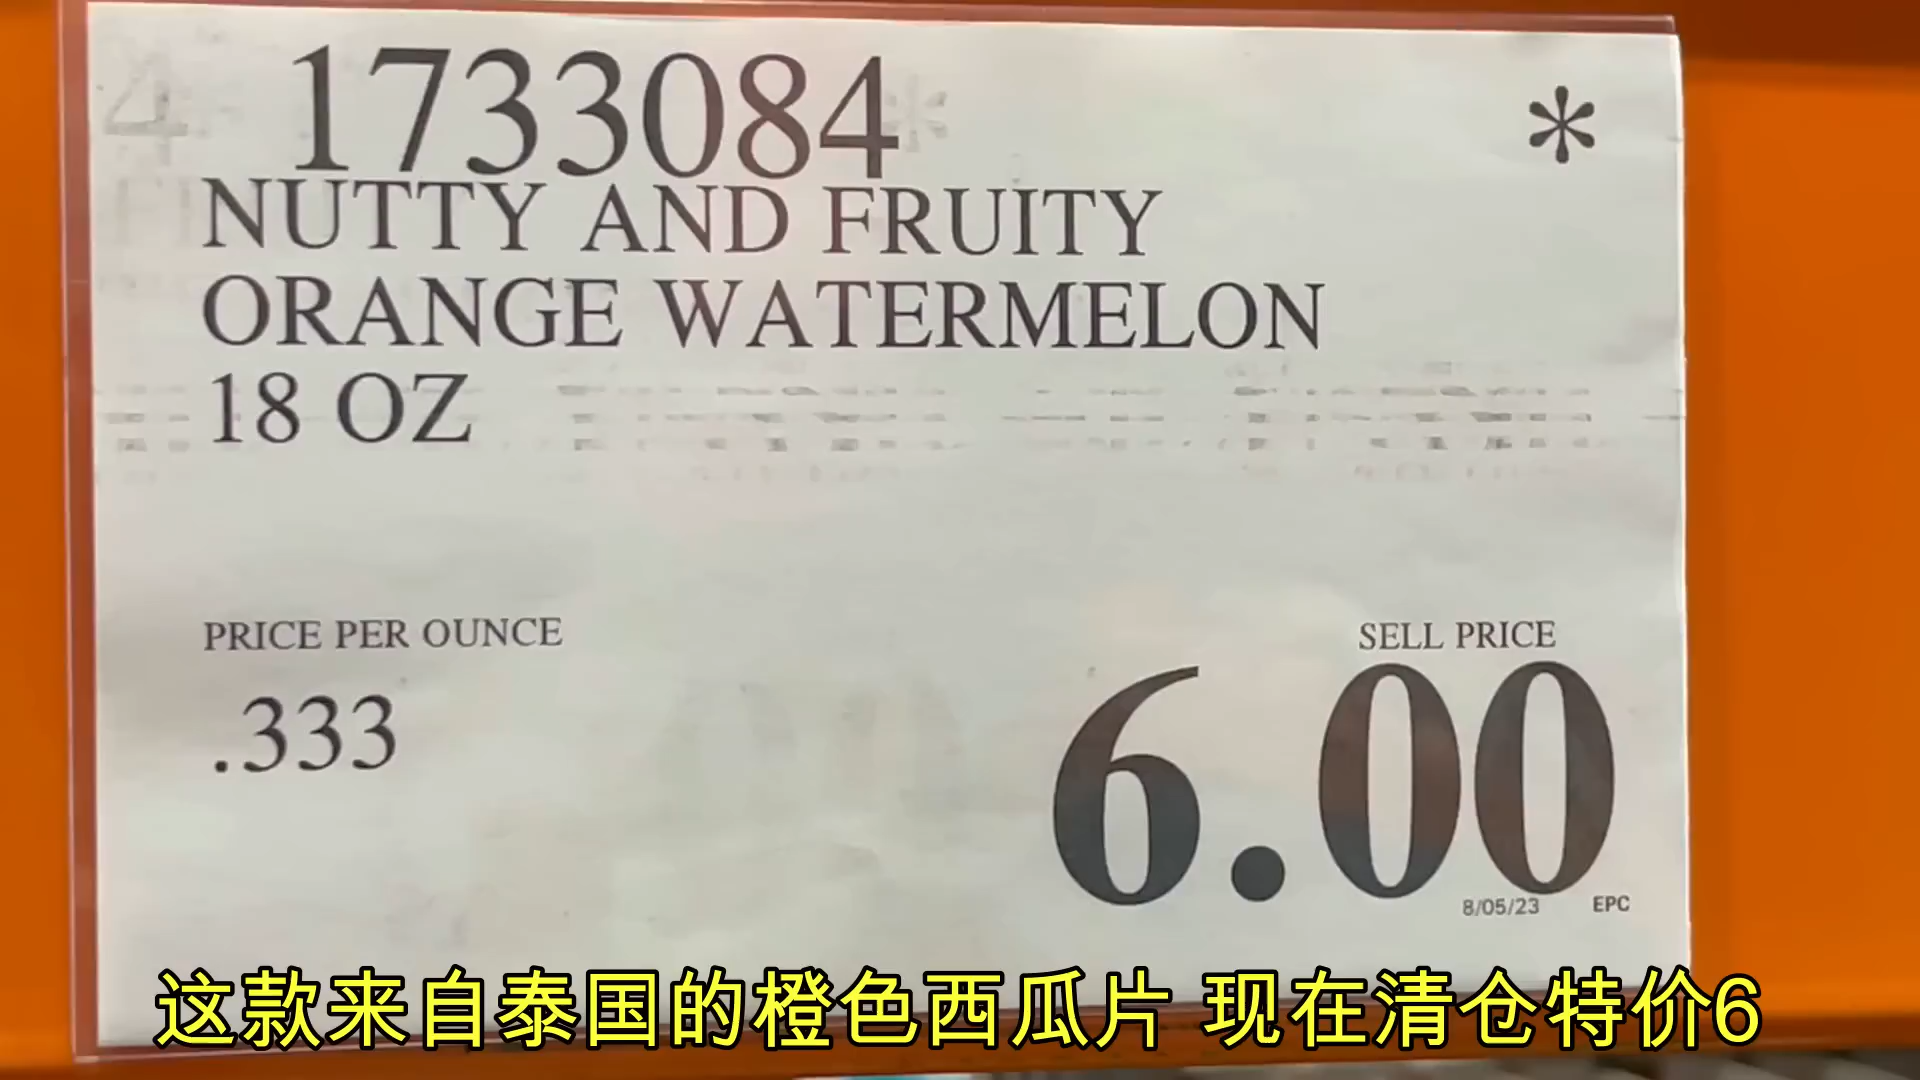 1733084 *
NUTTY AND FRUITY
ORANGE WATERMELON
18 OZ
PRICE PER OUNCE
.333
SELL PRICE
6.00
8/05/23 EPC
这款来自泰国的橙色西瓜片 现在清仓特价6